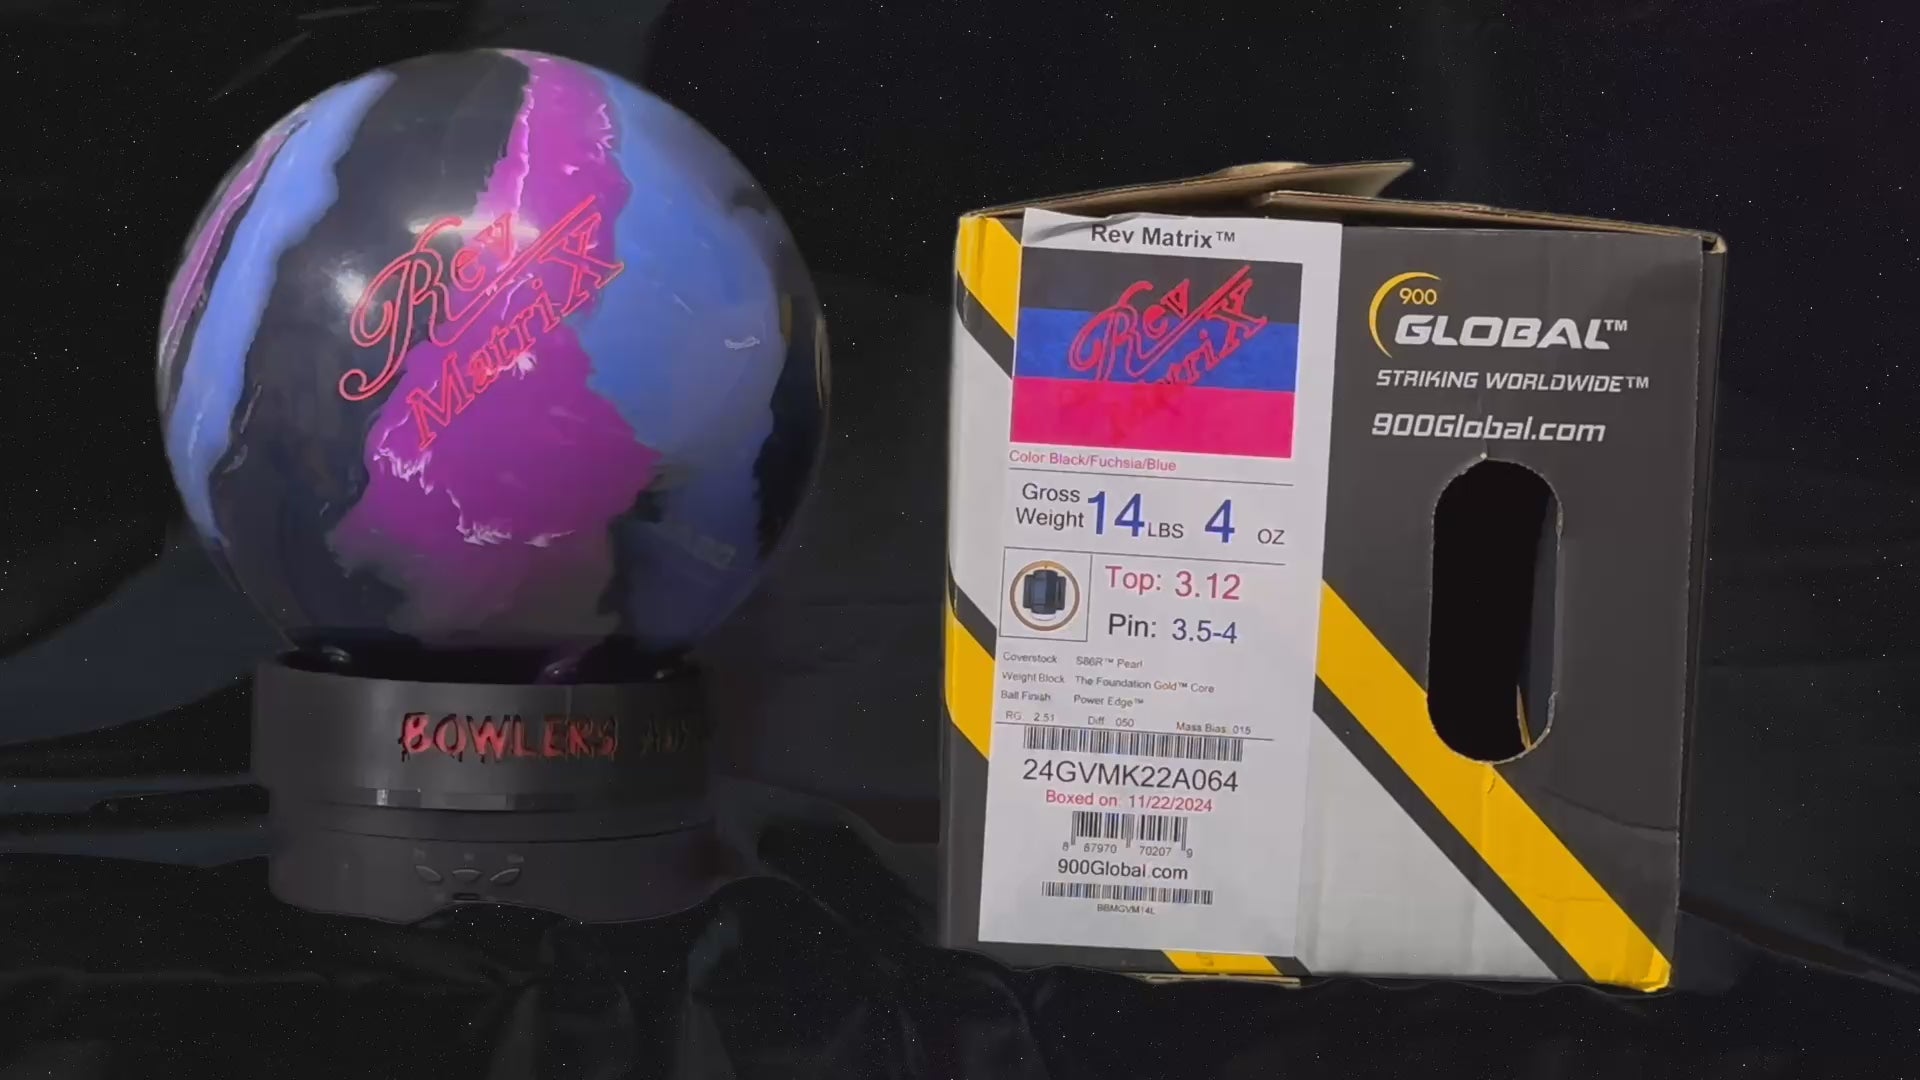 Rev
Matrix
BOWLERS
Rev Matrix™
Rev
Matrix
Color Black/Fuchsia/Blue
Gross
Weight 14 LBS 4 OZ
Top: 3.12
Pin: 3.5-4
Coverstock S86R™ Pearl
Weight Block The Foundation Gold™ Core
Ball Finish Power Edge™
RG: 2.51 Diff .050 Mass Bias .015
24GVMK22A064
Boxed on: 11/22/2024
8 87970 70207 9
900Global.com
BBMGVM14L
900
GLOBAL™
STRIKING WORLDWIDE™
900Global.com